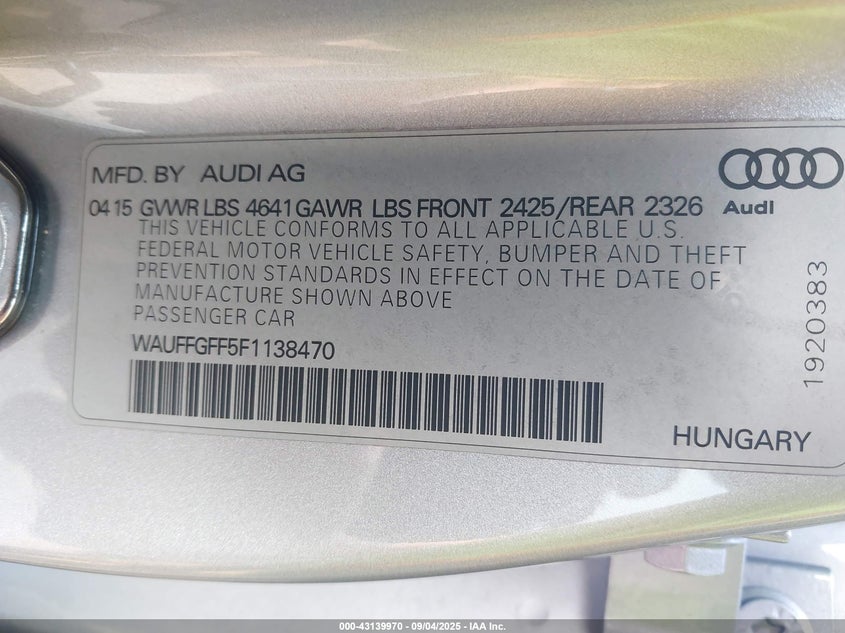 MFD. BY AUDI AG
Audi
04 15 GVWR LBS 4641 GAWR LBS FRONT 2425/REAR 2326
THIS VEHICLE CONFORMS TO ALL APPLICABLE U.S.
FEDERAL MOTOR VEHICLE SAFETY, BUMPER AND THEFT
PREVENTION STANDARDS IN EFFECT ON THE DATE OF
MANUFACTURE SHOWN ABOVE
PASSENGER CAR
WAUFFGFF5F1138470
1920383
HUNGARY
000-43139970 - 09/04/2025 - IAA Inc.